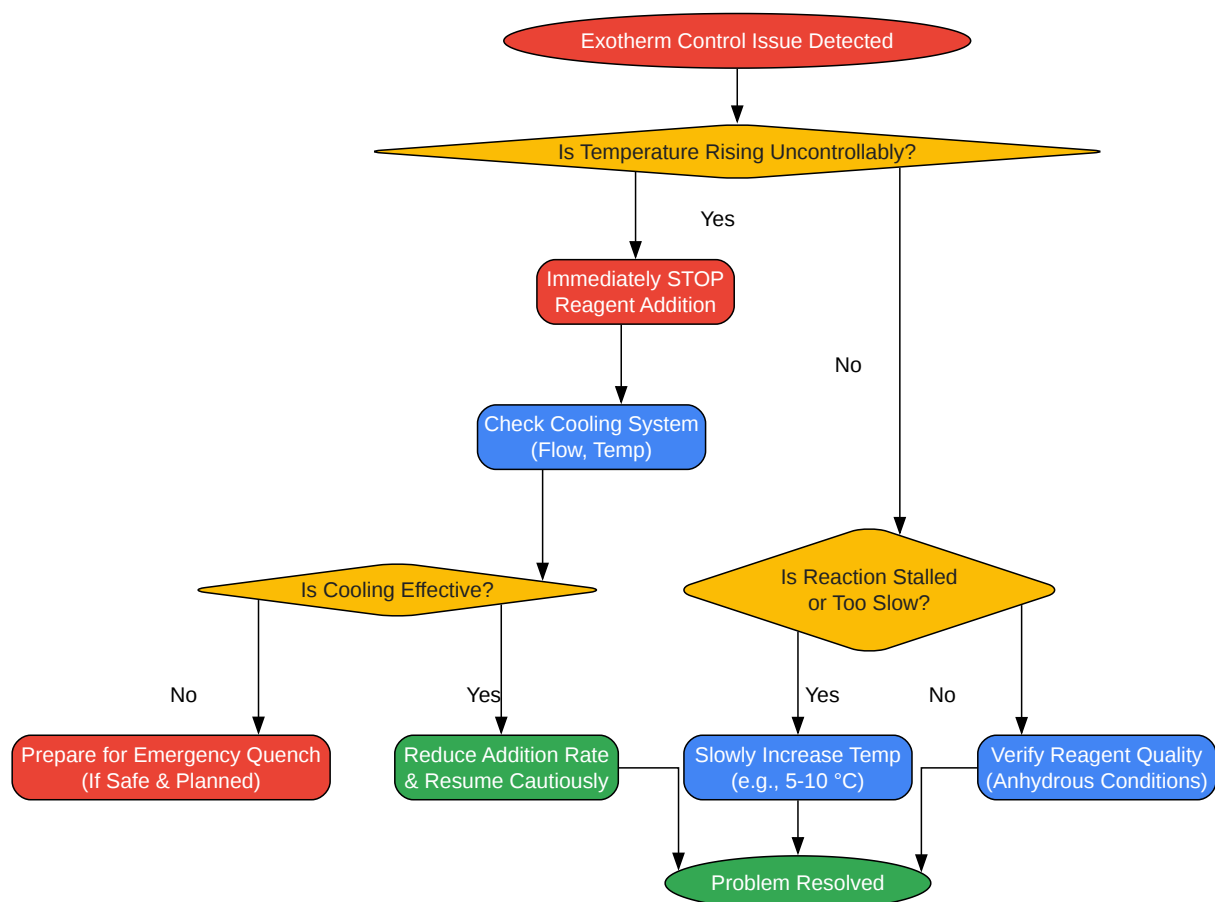 Exotherm Control Issue Detected
Is Temperature Rising Uncontrollably?
Yes
Immediately STOP
Reagent Addition
No
Check Cooling System
(Flow, Temp)
Is Cooling Effective?
Is Reaction Stalled
or Too Slow?
No
Yes
Yes
No
Prepare for Emergency Quench
(If Safe & Planned)
Reduce Addition Rate
& Resume Cautiously
Slowly Increase Temp
(e.g., 5-10 °C)
Verify Reagent Quality
(Anhydrous Conditions)
Problem Resolved